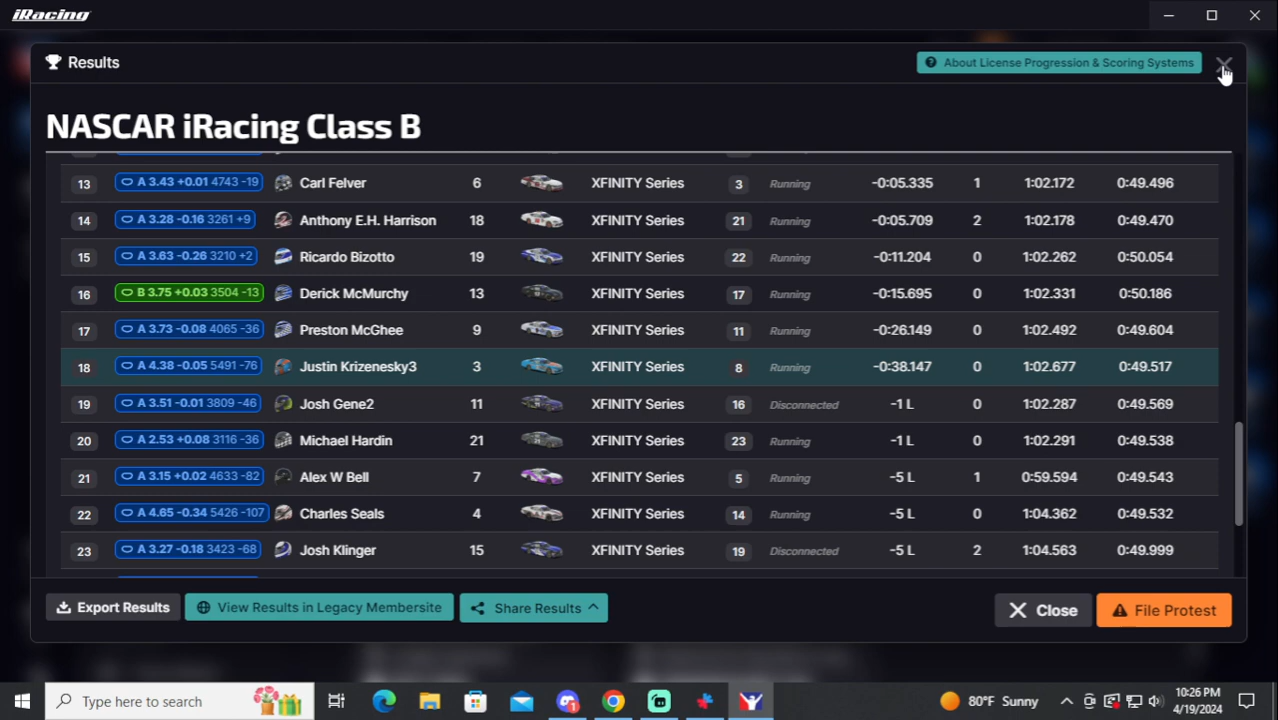 iRacing
Results
About License Progression & Scoring Systems
NASCAR iRacing Class B
13 A 3.43 +0.01 4743 -19 Carl Felver 6 XFINITY Series 3 Running -0:05.335 1 1:02.172 0:49.496
14 A 3.28 -0.16 3261 +9 Anthony E.H. Harrison 18 XFINITY Series 21 Running -0:05.709 2 1:02.178 0:49.470
15 A 3.63 -0.26 3210 +2 Ricardo Bizotto 19 XFINITY Series 22 Running -0:11.204 0 1:02.262 0:50.054
16 B 3.75 +0.03 3504 -13 Derick McMurchy 13 XFINITY Series 17 Running -0:15.695 0 1:02.331 0:50.186
17 A 3.73 -0.08 4065 -36 Preston McGhee 9 XFINITY Series 11 Running -0:26.149 0 1:02.492 0:49.604
18 A 4.38 -0.05 5491 -76 Justin Krizenesky3 3 XFINITY Series 8 Running -0:38.147 0 1:02.677 0:49.517
19 A 3.51 -0.01 3809 -46 Josh Gene2 11 XFINITY Series 16 Disconnected -1 L 0 1:02.287 0:49.569
20 A 2.53 +0.08 3116 -36 Michael Hardin 21 XFINITY Series 23 Running -1 L 0 1:02.291 0:49.538
21 A 3.15 +0.02 4633 -82 Alex W Bell 7 XFINITY Series 5 Running -5 L 1 0:59.594 0:49.543
22 A 4.65 -0.34 5426 -107 Charles Seals 4 XFINITY Series 14 Running -5 L 0 1:04.362 0:49.532
23 A 3.27 -0.18 3423 -68 Josh Klinger 15 XFINITY Series 19 Disconnected -5 L 2 1:04.563 0:49.999
Export Results View Results in Legacy Membersite Share Results Close File Protest
Type here to search 80°F Sunny 10:26 PM
4/19/2024